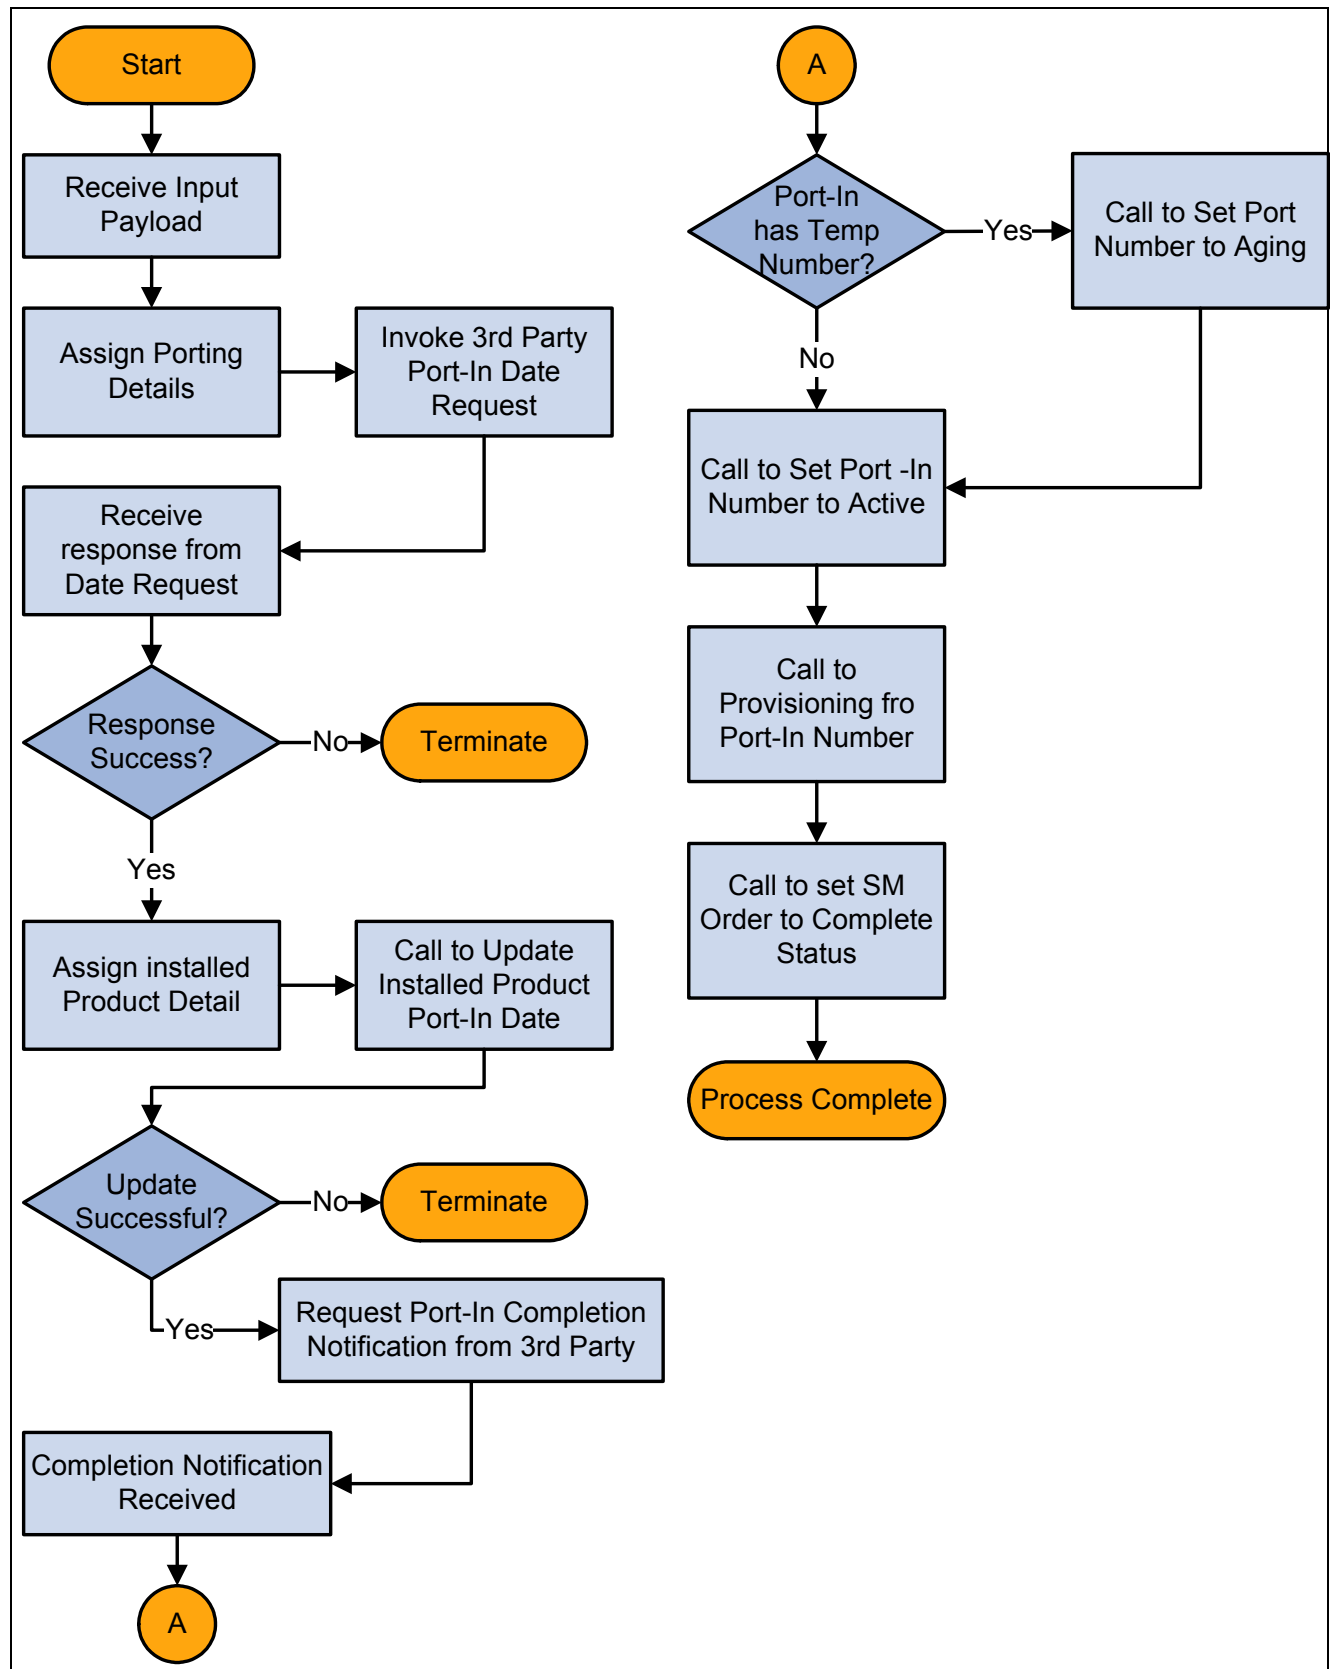 Start
Receive Input
Payload
Assign Porting
Details
Invoke 3rd Party
Port-In Date
Request
Receive
response from
Date Request
Response
Success?
No
Terminate
Yes
Assign installed
Product Detail
Call to Update
Installed Product
Port-In Date
Update
Successful?
No
Terminate
Yes
Request Port-In Completion
Notification from 3rd Party
Completion Notification
Received
A
A
Port-In
has Temp
Number?
Yes
Call to Set Port
Number to Aging
No
Call to Set Port -In
Number to Active
Call to
Provisioning fro
Port-In Number
Call to set SM
Order to Complete
Status
Process Complete